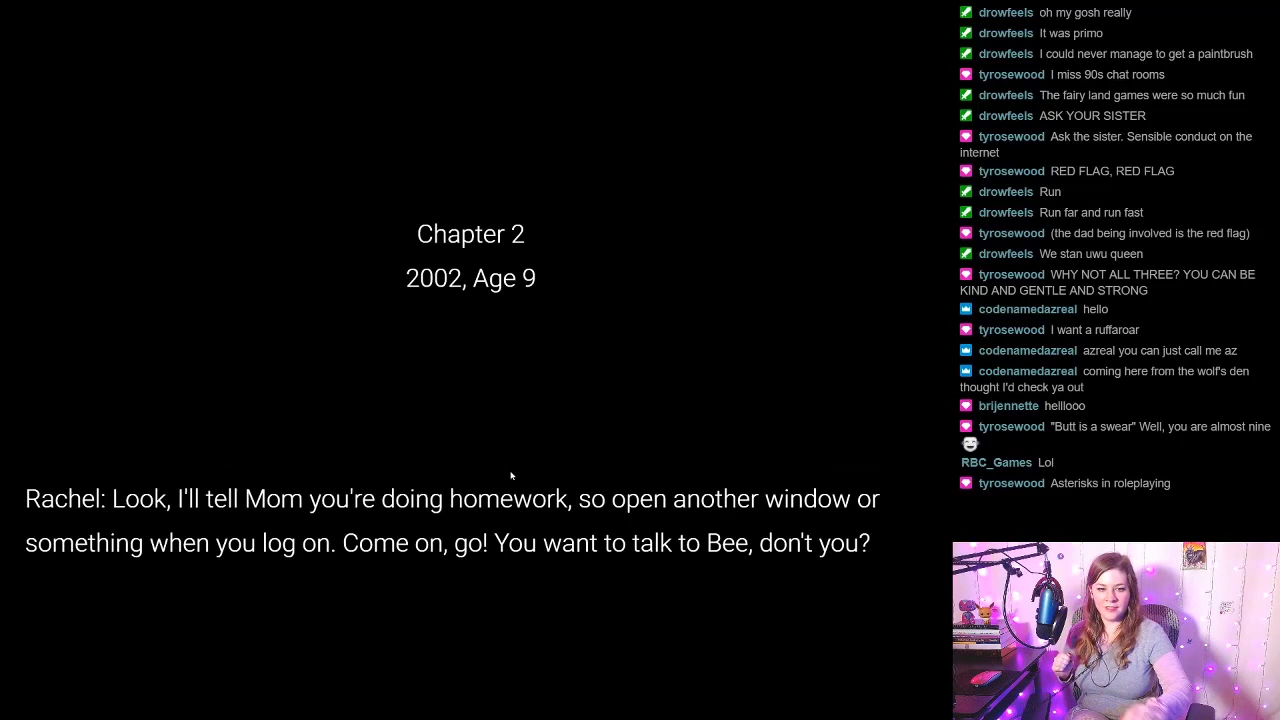 Chapter 2
2002, Age 9
Rachel: Look, I'll tell Mom you're doing homework, so open another window or
something when you log on. Come on, go! You want to talk to Bee, don't you?
drowfeels oh my gosh really
drowfeels It was primo
drowfeels I could never manage to get a paintbrush
tyrosewood I miss 90s chat rooms
drowfeels The fairy land games were so much fun
drowfeels ASK YOUR SISTER
tyrosewood Ask the sister. Sensible conduct on the
internet
tyrosewood RED FLAG, RED FLAG
drowfeels Run
drowfeels Run far and run fast
tyrosewood (the dad being involved is the red flag)
drowfeels We stan uwu queen
tyrosewood WHY NOT ALL THREE? YOU CAN BE
KIND AND GENTLE AND STRONG
codenamedazreal hello
tyrosewood I want a ruffaroar
codenamedazreal azreal you can just call me az
codenamedazreal coming here from the wolf's den
thought I'd check ya out
brijennette helllooo
tyrosewood "Butt is a swear" Well, you are almost nine
RBC_Games Lol
tyrosewood Asterisks in roleplaying